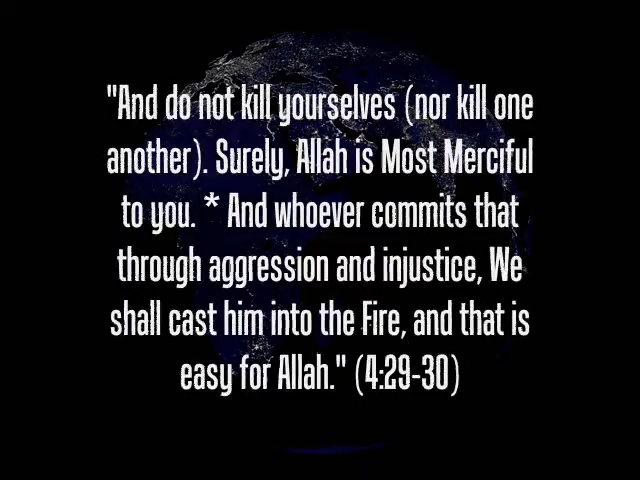 "And do not kill yourselves (nor kill one
another). Surely, Allah is Most Merciful
to you. * And whoever commits that
through aggression and injustice, We
shall cast him into the Fire, and that is
easy for Allah." (4:29-30)